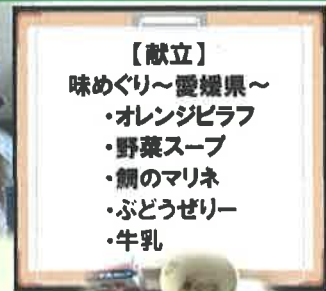 【献立】
味めぐり～愛媛県～
・オレンジピラフ
・野菜スープ
・鯛のマリネ
・ぶどうぜりー
・牛乳